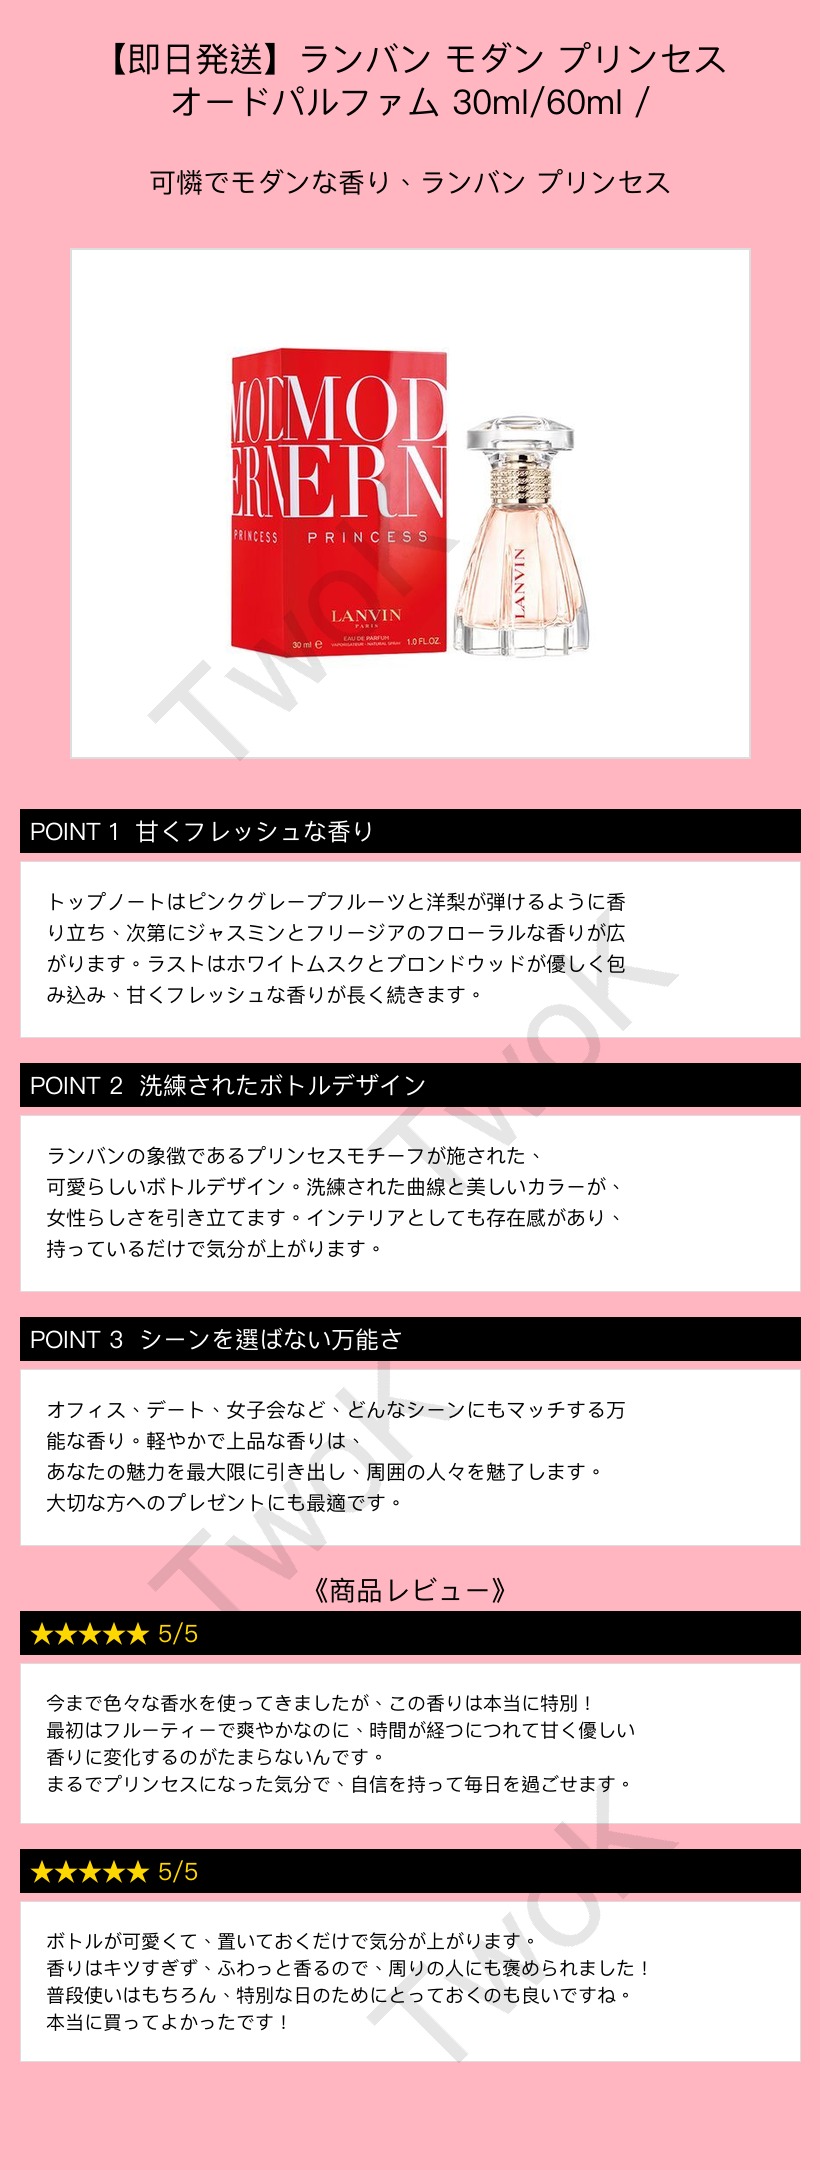 【即日発送】ランバン モダン プリンセス
オードパルファム 30ml/60ml /
可憐でモダンな香り、ランバン プリンセス
MOD MOD
ERN ERN
PRINCESS PRINCESS
LANVIN
PARIS
EAU DE PARFUM
30 ml e VAPORISATEUR - NATURAL SPRAY 1.0 FL.OZ.
LANVIN
TwoK
POINT 1 甘くフレッシュな香り
トップノートはピンクグレープフルーツと洋梨が弾けるように香
り立ち、次第にジャスミンとフリージアのフローラルな香りが広
がります。ラストはホワイトムスクとブロンドウッドが優しく包
み込み、甘くフレッシュな香りが長く続きます。
TwoK
POINT 2 洗練されたボトルデザイン
ランバンの象徴であるプリンセスモチーフが施された、
可愛らしいボトルデザイン。洗練された曲線と美しいカラーが、
女性らしさを引き立てます。インテリアとしても存在感があり、
持っているだけで気分が上がります。
POINT 3 シーンを選ばない万能さ
オフィス、デート、女子会など、どんなシーンにもマッチする万
能な香り。軽やかで上品な香りは、
あなたの魅力を最大限に引き出し、周囲の人々を魅了します。
大切な方へのプレゼントにも最適です。
TwoK
《商品レビュー》
★★★★★ 5/5
今まで色々な香水を使ってきましたが、この香りは本当に特別！
最初はフルーティーで爽やかなのに、時間が経つにつれて甘く優しい
香りに変化するのがたまらないんです。
まるでプリンセスになった気分で、自信を持って毎日を過ごせます。
★★★★★ 5/5
ボトルが可愛くて、置いておくだけで気分が上がります。
香りはキツすぎず、ふわっと香るので、周りの人にも褒められました！
普段使いはもちろん、特別な日のためにとっておくのも良いですね。
本当に買ってよかったです！
TwoK